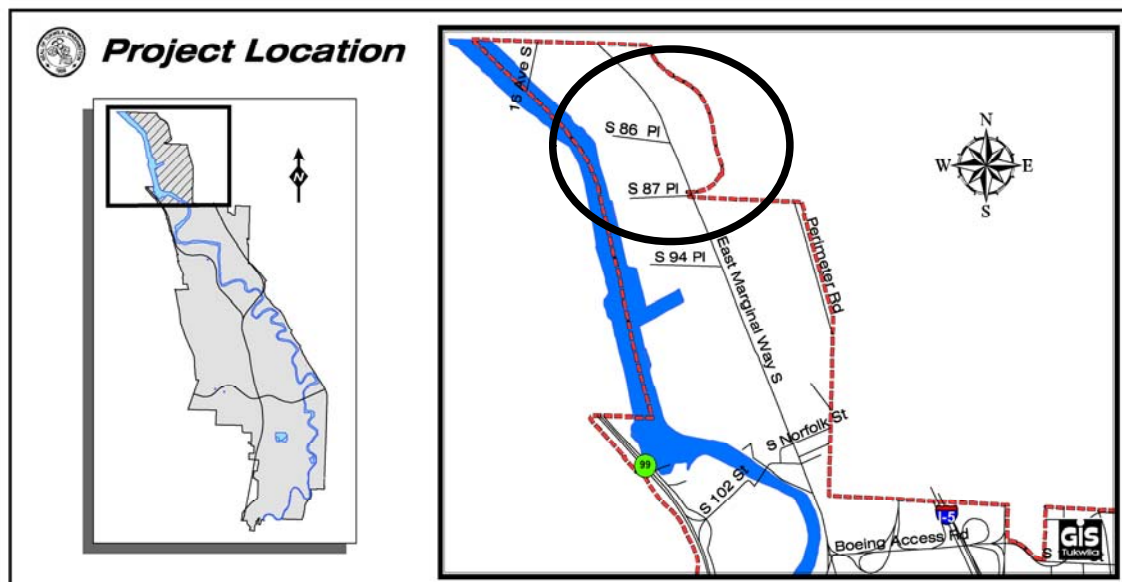 Project Location
N
16 Ave S
S 86 Pl
S 87 Pl
S 94 Pl
East Marginal Way S
Perimeter Rd
N
W
E
S
S Norfolk St
99
S 102 St
I-5
Boeing Access Rd
S
GiS
Tukwila